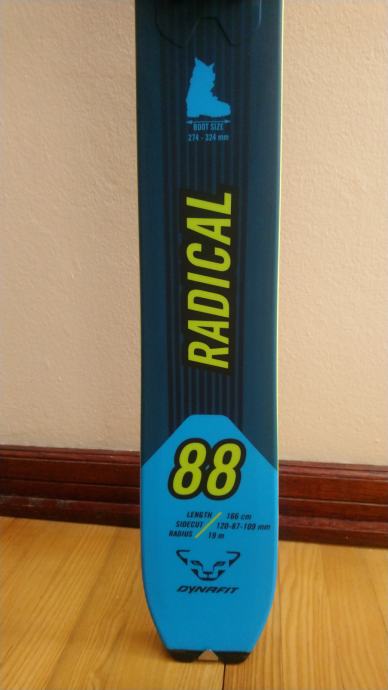 BOOT SIZE
274 - 324 mm
RADICAL
88
LENGTH / 166 cm
SIDECUT / 120-87-109 mm
RADIUS / 19 m
DYNAFIT